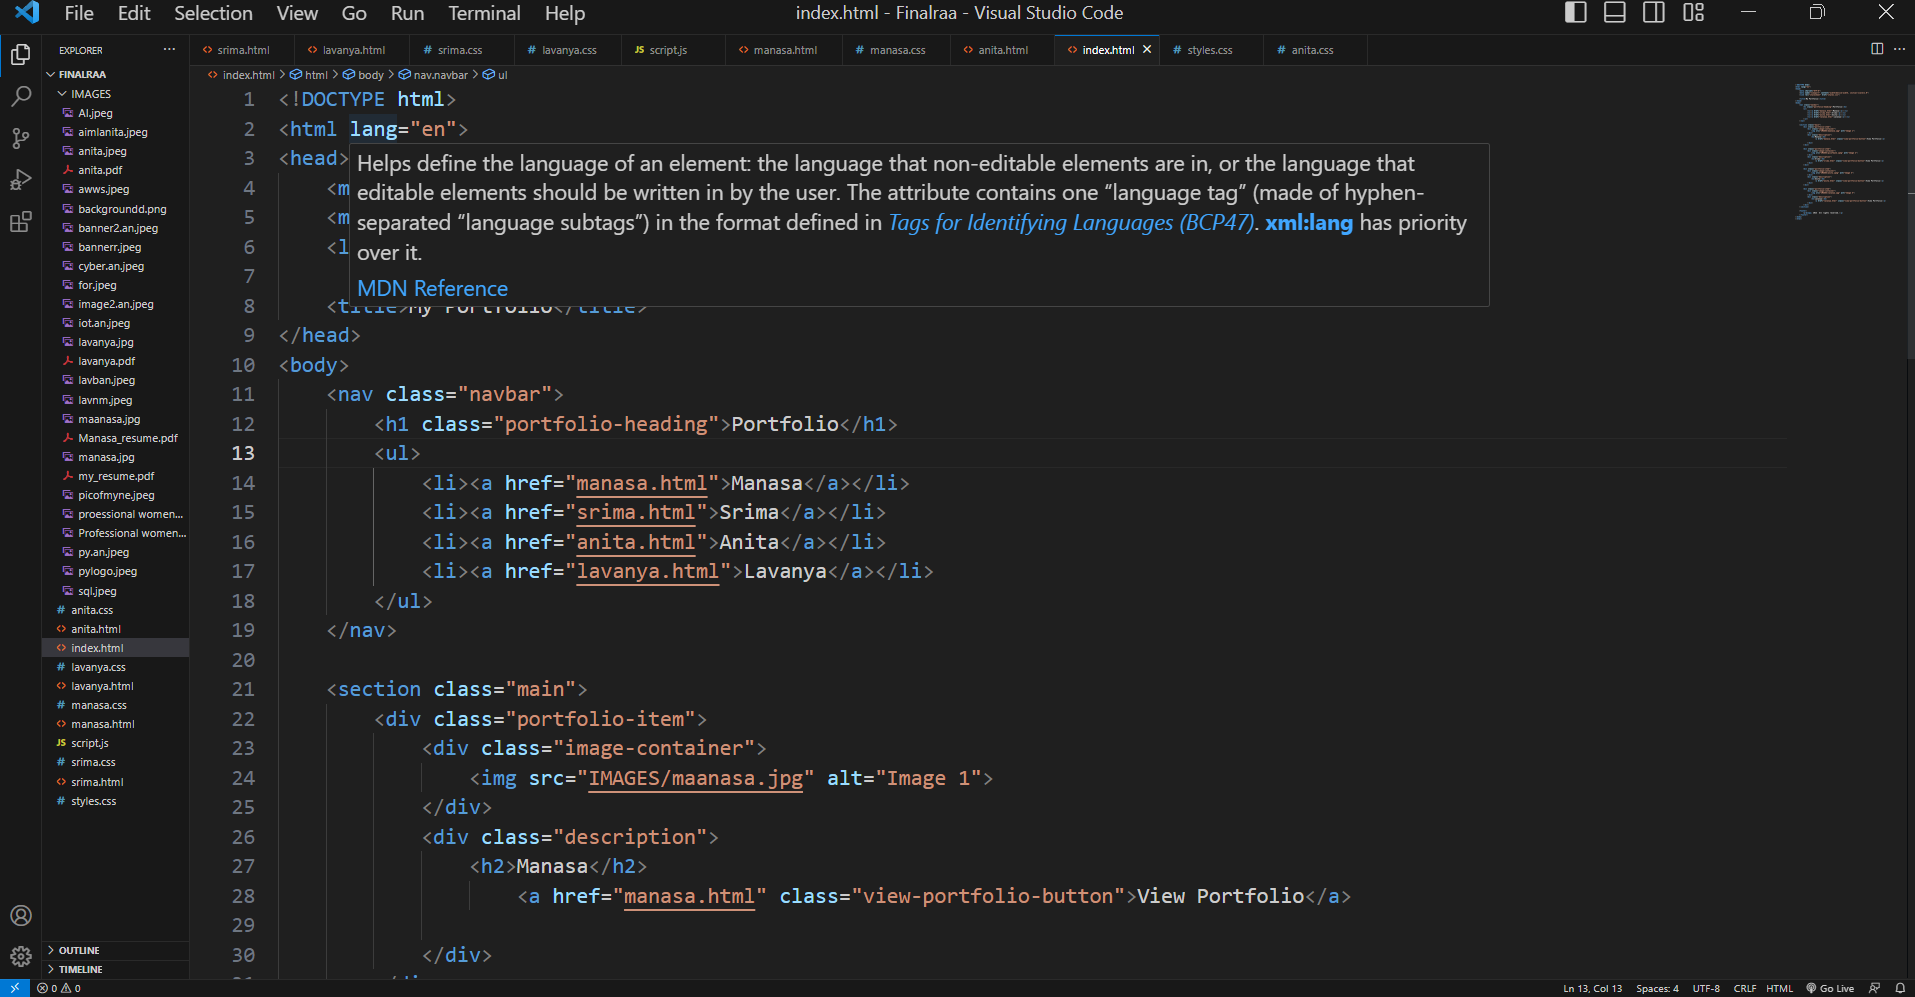 File Edit Selection View Go Run Terminal Help
index.html - Finalraa - Visual Studio Code
EXPLORER
FINALRAA
IMAGES
AI.jpeg
aimlanita.jpeg
anita.jpeg
anita.pdf
awws.jpeg
backgroundd.png
banner2.an.jpeg
bannerr.jpeg
cyber.an.jpeg
for.jpeg
image2.an.jpeg
iot.an.jpeg
lavanya.jpg
lavanya.pdf
lavban.jpeg
lavnm.jpeg
maanasa.jpg
Manasa_resume.pdf
manasa.jpg
my_resume.pdf
picofmyne.jpeg
proessional women...
Professional women...
py.an.jpeg
pylogo.jpeg
sql.jpeg
# anita.css
<> anita.html
<> index.html
# lavanya.css
<> lavanya.html
# manasa.css
<> manasa.html
JS script.js
# srima.css
<> srima.html
# styles.css
OUTLINE
TIMELINE
<> srima.html <> lavanya.html # srima.css # lavanya.css JS script.js <> manasa.html # manasa.css <> anita.html <> index.html # styles.css # anita.css
<> index.html > html > body > nav.navbar > ul
1 <!DOCTYPE html>
2 <html lang="en">
3 <head>
Helps define the language of an element: the language that non-editable elements are in, or the language that
4 <m
editable elements should be written in by the user. The attribute contains one “language tag” (made of hyphen-
5 <m
separated “language subtags”) in the format defined in Tags for Identifying Languages (BCP47). xml:lang has priority
6 <l
over it.
7
MDN Reference
8 <title>My Portfolio</title>
9 </head>
10 <body>
11 <nav class="navbar">
12 <h1 class="portfolio-heading">Portfolio</h1>
13 <ul>
14 <li><a href="manasa.html">Manasa</a></li>
15 <li><a href="srima.html">Srima</a></li>
16 <li><a href="anita.html">Anita</a></li>
17 <li><a href="lavanya.html">Lavanya</a></li>
18 </ul>
19 </nav>
20
21 <section class="main">
22 <div class="portfolio-item">
23 <div class="image-container">
24 <img src="IMAGES/maanasa.jpg" alt="Image 1">
25 </div>
26 <div class="description">
27 <h2>Manasa</h2>
28 <a href="manasa.html" class="view-portfolio-button">View Portfolio</a>
29
30 </div>
0 0
Ln 13, Col 13 Spaces: 4 UTF-8 CRLF HTML Go Live